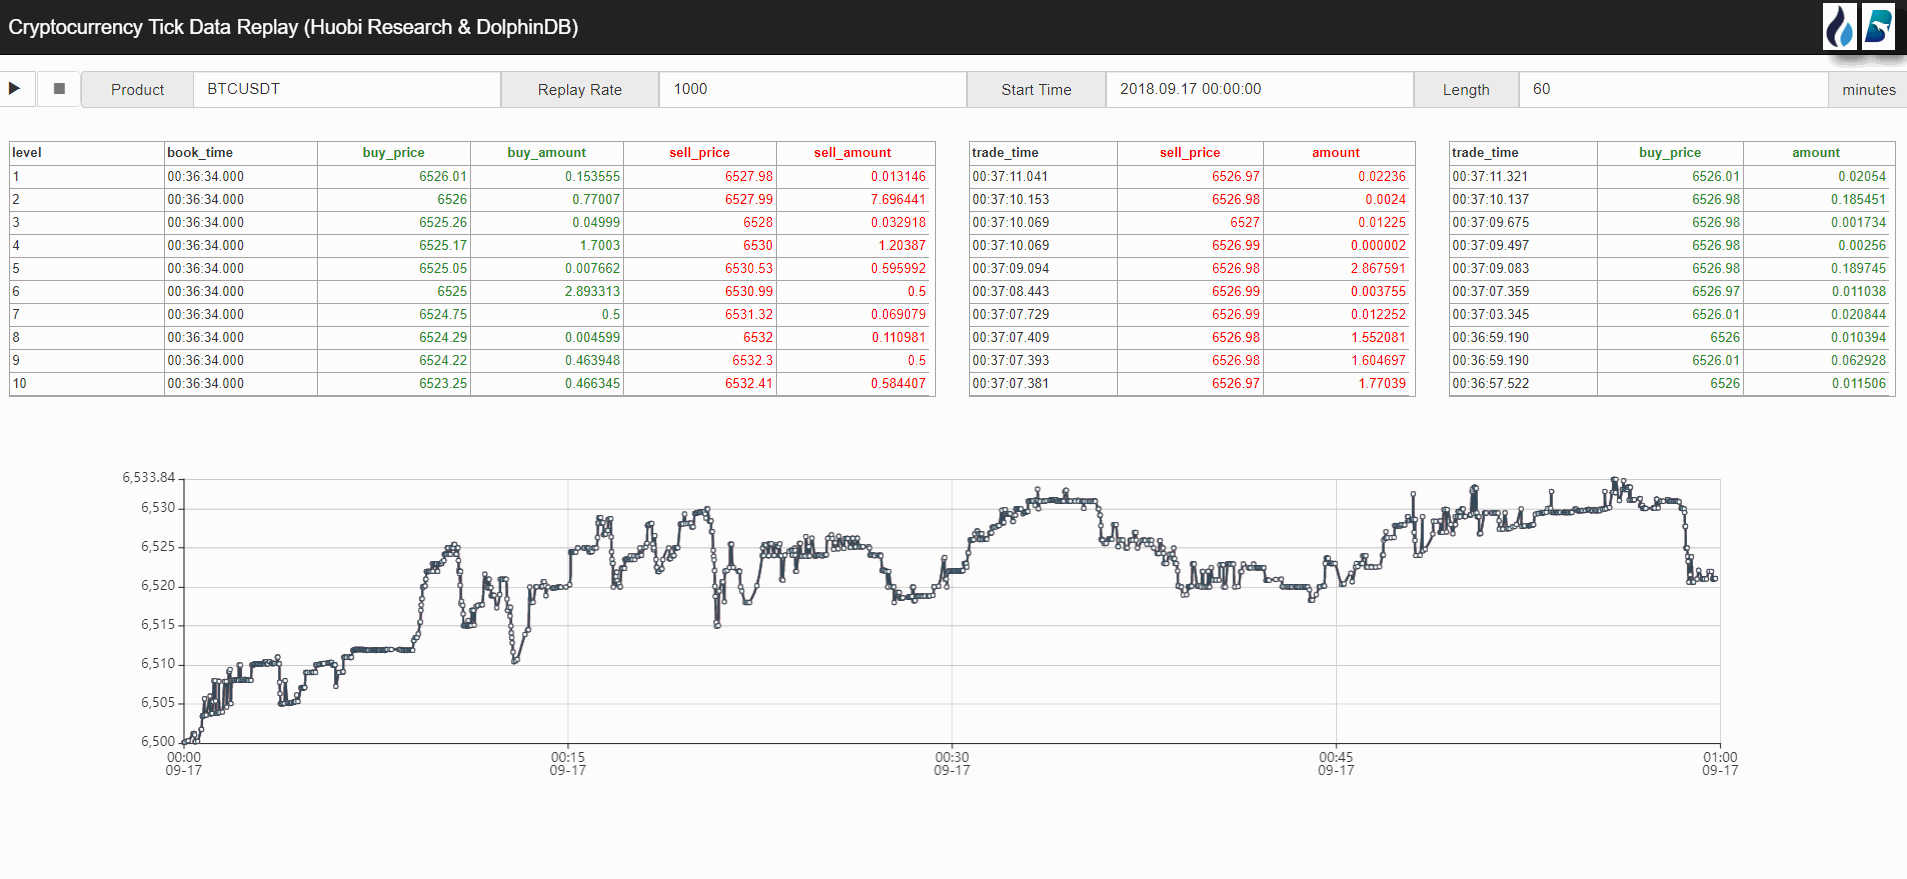 Cryptocurrency Tick Data Replay (Huobi Research & DolphinDB)
Product BTCUSDT Replay Rate 1000 Start Time 2018.09.17 00:00:00 Length 60 minutes
level book_time buy_price buy_amount sell_price sell_amount
1 00:36:34.000 6526.01 0.153555 6527.98 0.013146
2 00:36:34.000 6526 0.77007 6527.99 7.696441
3 00:36:34.000 6525.26 0.04999 6528 0.032918
4 00:36:34.000 6525.17 1.7003 6530 1.20387
5 00:36:34.000 6525.05 0.007662 6530.53 0.595992
6 00:36:34.000 6525 2.893313 6530.99 0.5
7 00:36:34.000 6524.75 0.5 6531.32 0.069079
8 00:36:34.000 6524.29 0.004599 6532 0.110981
9 00:36:34.000 6524.22 0.463948 6532.3 0.5
10 00:36:34.000 6523.25 0.466345 6532.41 0.584407
trade_time sell_price amount
00:37:11.041 6526.97 0.02236
00:37:10.153 6526.98 0.0024
00:37:10.069 6527 0.01225
00:37:10.069 6526.99 0.000002
00:37:09.094 6526.98 2.867591
00:37:08.443 6526.99 0.003755
00:37:07.729 6526.99 0.012252
00:37:07.409 6526.98 1.552081
00:37:07.393 6526.98 1.604697
00:37:07.381 6526.97 1.77039
trade_time buy_price amount
00:37:11.321 6526.01 0.02054
00:37:10.137 6526.98 0.185451
00:37:09.675 6526.98 0.001734
00:37:09.497 6526.98 0.00256
00:37:09.083 6526.98 0.189745
00:37:07.359 6526.97 0.011038
00:37:03.345 6526.01 0.020844
00:36:59.190 6526 0.010394
00:36:59.190 6526.01 0.062928
00:36:57.522 6526 0.011506
6,533.84
6,530
6,525
6,520
6,515
6,510
6,505
6,500
00:00 00:15 00:30 00:45 01:00
09-17 09-17 09-17 09-17 09-17